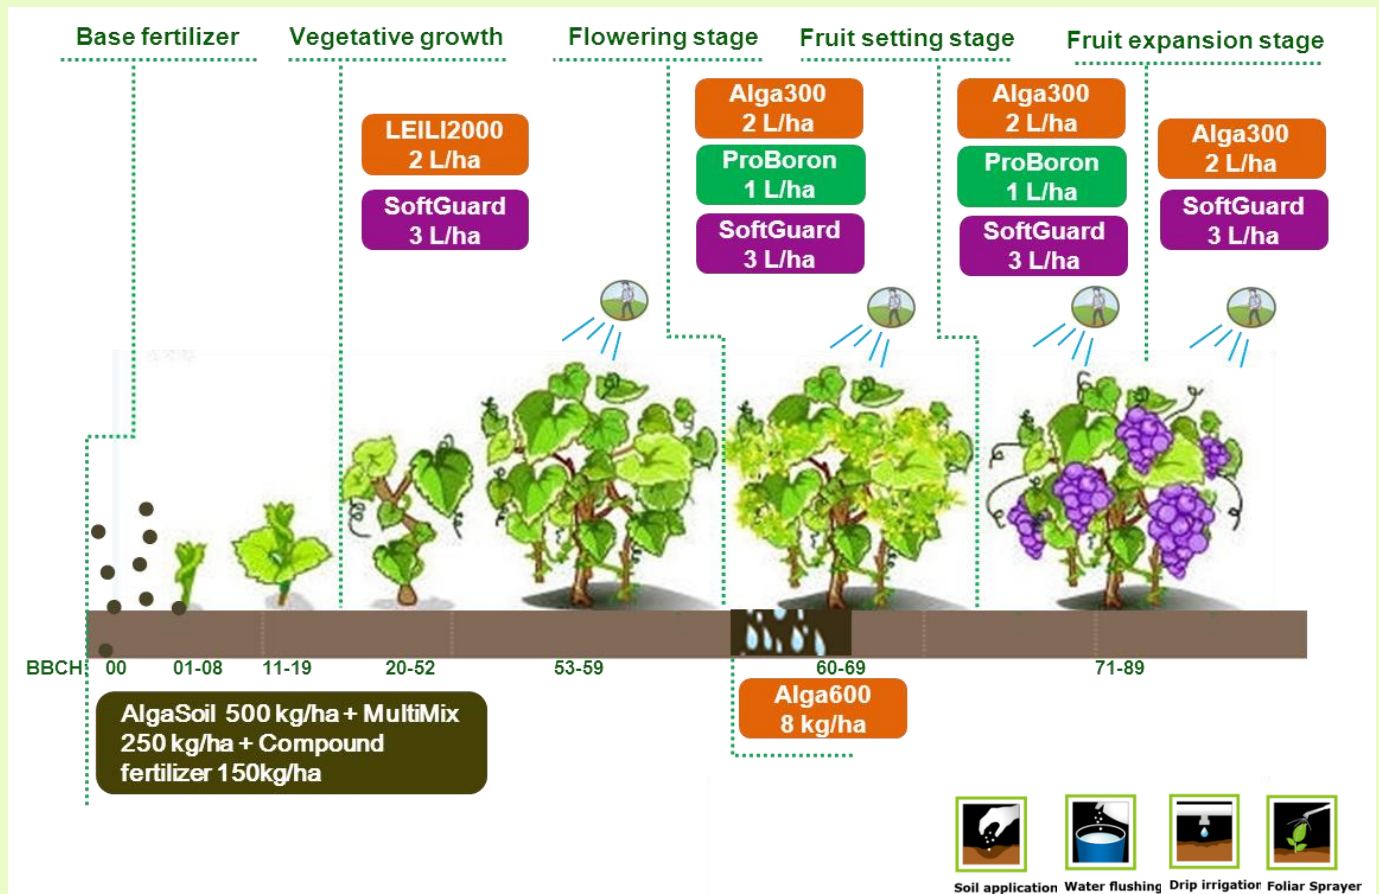 Base fertilizer
Vegetative growth
Flowering stage
Fruit setting stage
Fruit expansion stage
LEILI2000
2 L/ha
SoftGuard
3 L/ha
Alga300
2 L/ha
ProBoron
1 L/ha
SoftGuard
3 L/ha
Alga300
2 L/ha
ProBoron
1 L/ha
SoftGuard
3 L/ha
Alga300
2 L/ha
SoftGuard
3 L/ha
BBCH 00 01-08 11-19 20-52 53-59 60-69 71-89
AlgaSoil 500 kg/ha + MultiMix
250 kg/ha + Compound
fertilizer 150kg/ha
Alga600
8 kg/ha
Soil application
Water flushing
Drip irrigation
Foliar Sprayer